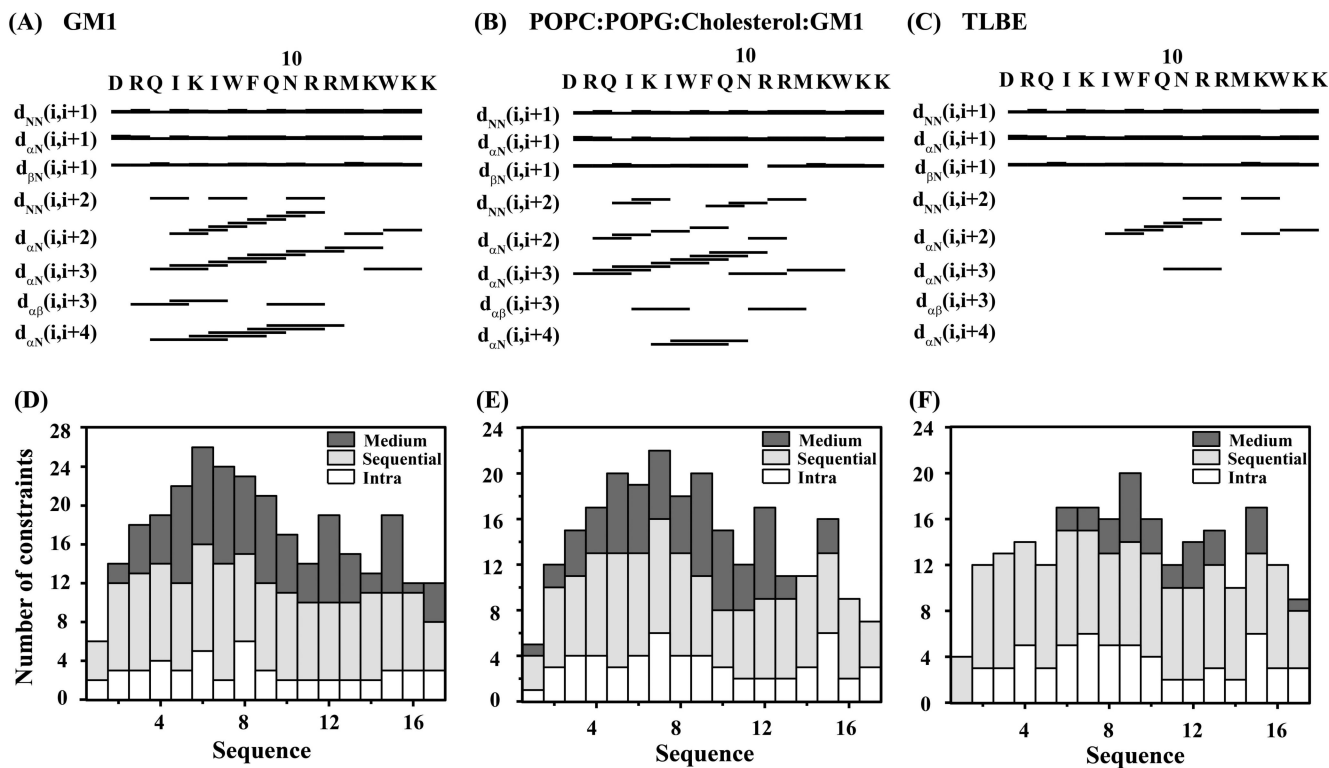 (A) GM1
10
D R Q I K I W F Q N R R M K W K K
dNN(i,i+1)
dαN(i,i+1)
dβN(i,i+1)
dNN(i,i+2)
dαN(i,i+2)
dαN(i,i+3)
dαβ(i,i+3)
dαN(i,i+4)
(B) POPC:POPG:Cholesterol:GM1
10
D R Q I K I W F Q N R R M K W K K
dNN(i,i+1)
dαN(i,i+1)
dβN(i,i+1)
dNN(i,i+2)
dαN(i,i+2)
dαN(i,i+3)
dαβ(i,i+3)
dαN(i,i+4)
(C) TLBE
10
D R Q I K I W F Q N R R M K W K K
dNN(i,i+1)
dαN(i,i+1)
dβN(i,i+1)
dNN(i,i+2)
dαN(i,i+2)
dαN(i,i+3)
dαβ(i,i+3)
dαN(i,i+4)
(D)
Number of constraints
28
24
20
16
12
8
4
0
Medium
Sequential
Intra
4 8 12 16
Sequence
(E)
24
20
16
12
8
4
0
Medium
Sequential
Intra
4 8 12 16
Sequence
(F)
24
20
16
12
8
4
0
Medium
Sequential
Intra
4 8 12 16
Sequence